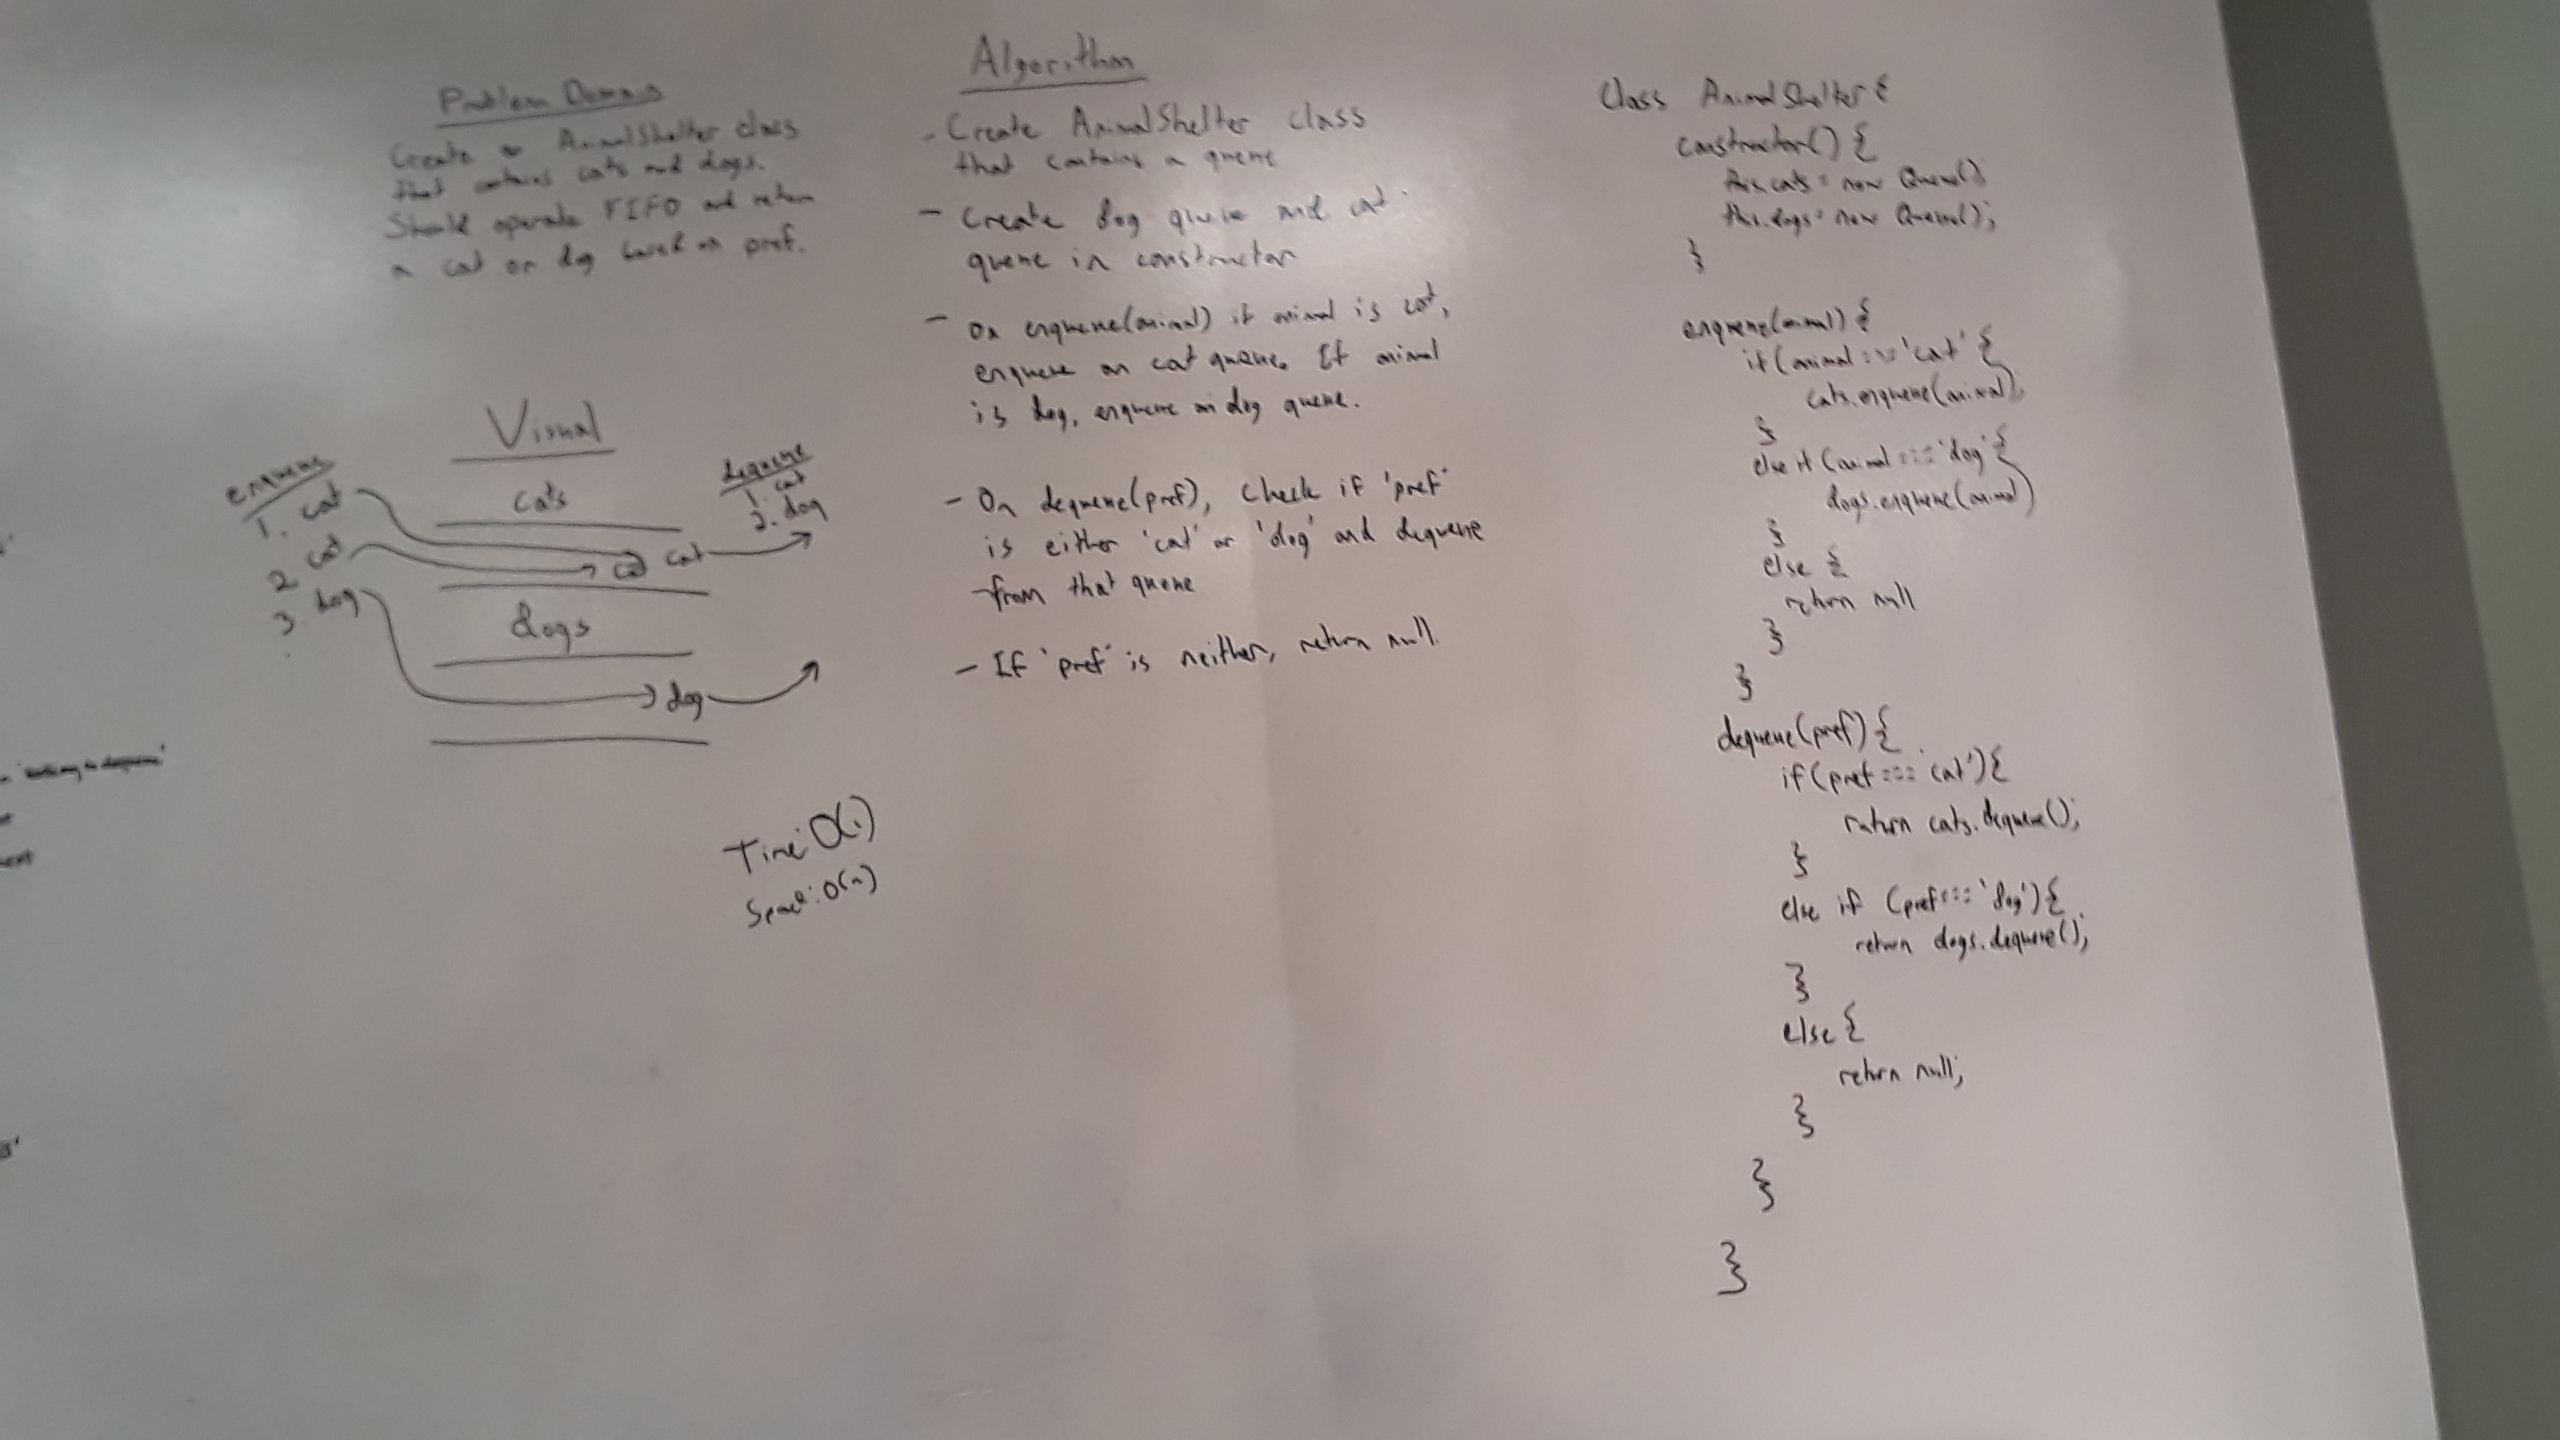 Problem Domain
Create an AnimalShelter class
that contains cats and dogs.
Should operate FIFO and return
a cat or dog based on pref.
Visual
enqueue
1. cat
2. cat
3. dog
cats
cat cat
dogs
dog
dequeue
1. cat
2. dog
Time: O(1)
Space: O(n)
Algorithm
- Create AnimalShelter class
that contains a queue
- Create dog queue and cat
queue in constructor
- On enqueue(animal) if animal is cat,
enqueue on cat queue. If animal
is dog, enqueue on dog queue.
- On dequeue(pref), check if 'pref'
is either 'cat' or 'dog' and dequeue
from that queue
- If 'pref' is neither, return null.
Class AnimalShelter {
constructor() {
this.cats = new Queue();
this.dogs = new Queue();
}
enqueue(animal) {
if (animal === 'cat' {
cats.enqueue(animal);
}
else if (animal === 'dog' {
dogs.enqueue(animal)
}
else {
return null
}
}
dequeue(pref) {
if (pref === 'cat') {
return cats.dequeue();
}
else if (pref === 'dog') {
return dogs.dequeue();
}
else {
return null;
}
}
}